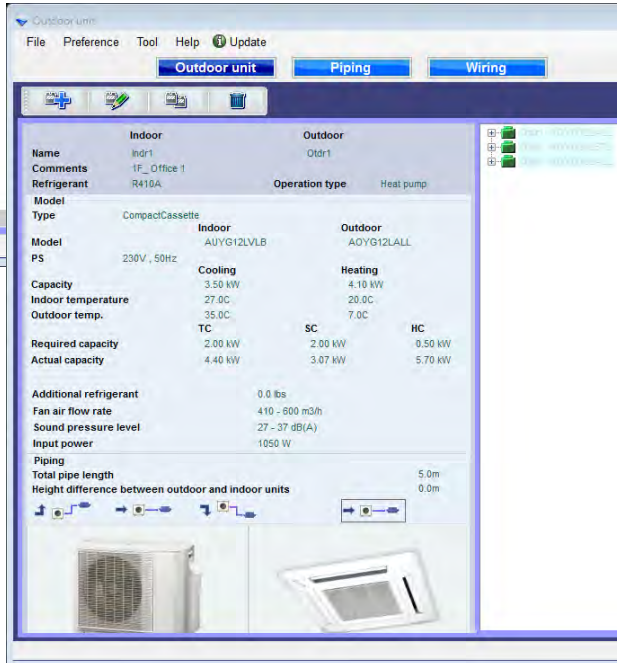 Outdoor unit
File Preference Tool Help Update
Outdoor unit Piping Wiring
Indoor Outdoor
Name Indr1 Otdr1
Comments 1F_ Office 1
Refrigerant R410A Operation type Heat pump
Model
Type CompactCassette
Indoor Outdoor
Model AUYG12LVLB AOYG12LALL
PS 230V , 50Hz
Cooling Heating
Capacity 3.50 kW 4.10 kW
Indoor temperature 27.0C 20.0C
Outdoor temp. 35.0C 7.0C
TC SC HC
Required capacity 2.00 kW 2.00 kW 0.50 kW
Actual capacity 4.40 kW 3.07 kW 5.70 kW
Additional refrigerant 0.0 lbs
Fan air flow rate 410 - 600 m3/h
Sound pressure level 27 - 37 dB(A)
Input power 1050 W
Piping
Total pipe length 5.0m
Height difference between outdoor and indoor units 0.0m